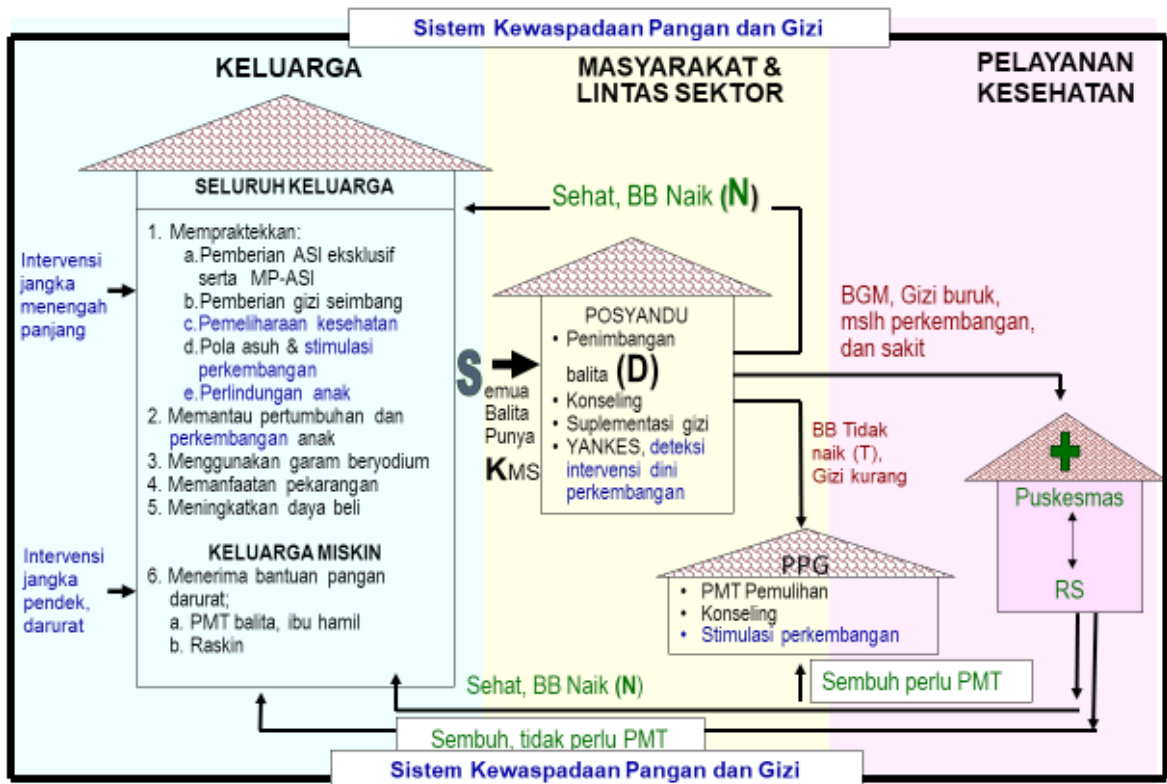 Sistem Kewaspadaan Pangan dan Gizi
KELUARGA
MASYARAKAT &
LINTAS SEKTOR
PELAYANAN
KESEHATAN
SELURUH KELUARGA
1. Mempraktekkan:
a.Pemberian ASI eksklusif
serta MP-ASI
b.Pemberian gizi seimbang
c.Pemeliharaan kesehatan
d.Pola asuh & stimulasi
perkembangan
e.Perlindungan anak
2. Memantau pertumbuhan dan
perkembangan anak
3. Menggunakan garam beryodium
4. Memanfaatan pekarangan
5. Meningkatkan daya beli
KELUARGA MISKIN
6. Menerima bantuan pangan
darurat;
a. PMT balita, ibu hamil
b. Raskin
Intervensi
jangka
menengah
panjang
Intervensi
jangka
pendek,
darurat
Sehat, BB Naik (N)
Semua
Balita
Punya
KMS
POSYANDU
• Penimbangan
balita (D)
• Konseling
• Suplementasi gizi
• YANKES, deteksi
intervensi dini
perkembangan
BGM, Gizi buruk,
mslh perkembangan,
dan sakit
BB Tidak
naik (T),
Gizi kurang
Puskesmas
RS
PPG
• PMT Pemulihan
• Konseling
• Stimulasi perkembangan
Sembuh perlu PMT
Sehat, BB Naik (N)
Sembuh, tidak perlu PMT
Sistem Kewaspadaan Pangan dan Gizi